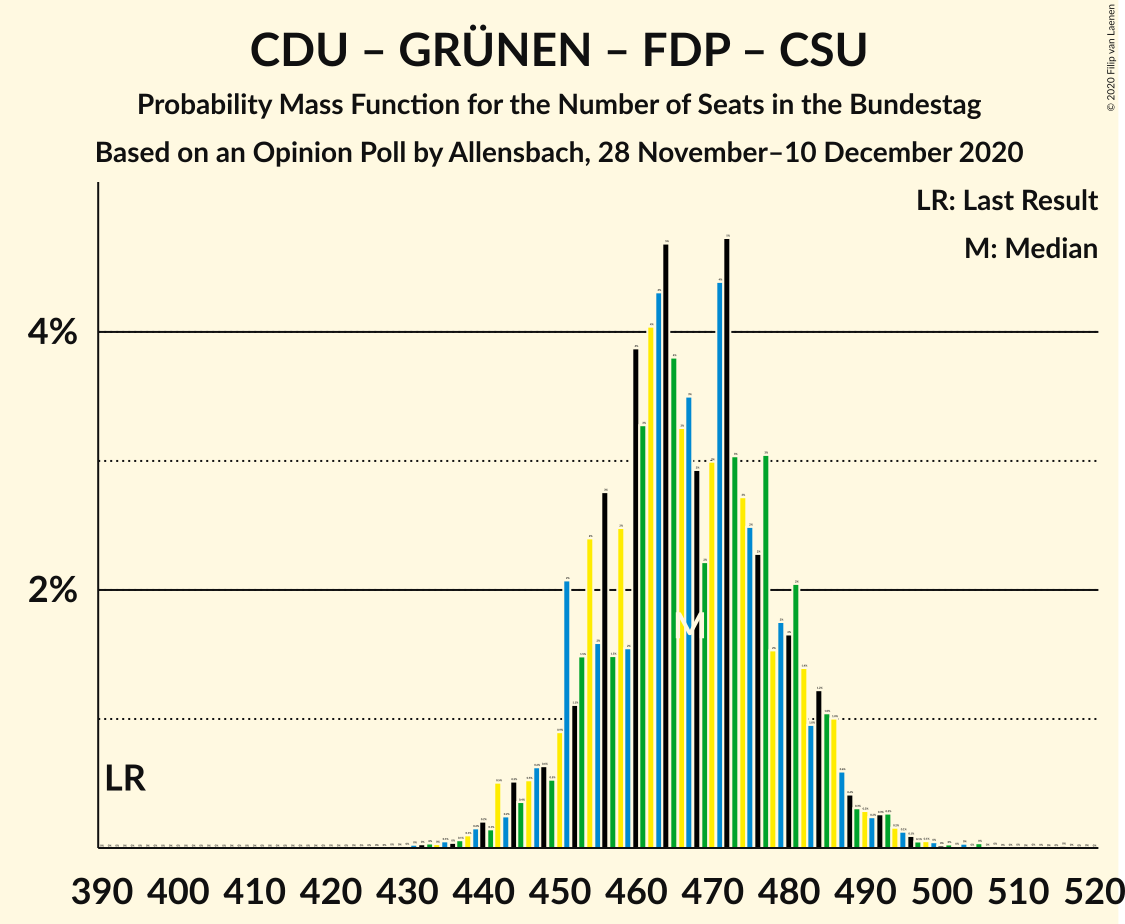 CDU – GRÜNEN – FDP – CSU
Probability Mass Function for the Number of Seats in the Bundestag
Based on an Opinion Poll by Allensbach, 28 November–10 December 2020
© 2020 Filip van Laenen
LR: Last Result
M: Median
4%
2%
M
LR
390 400 410 420 430 440 450 460 470 480 490 500 510 520